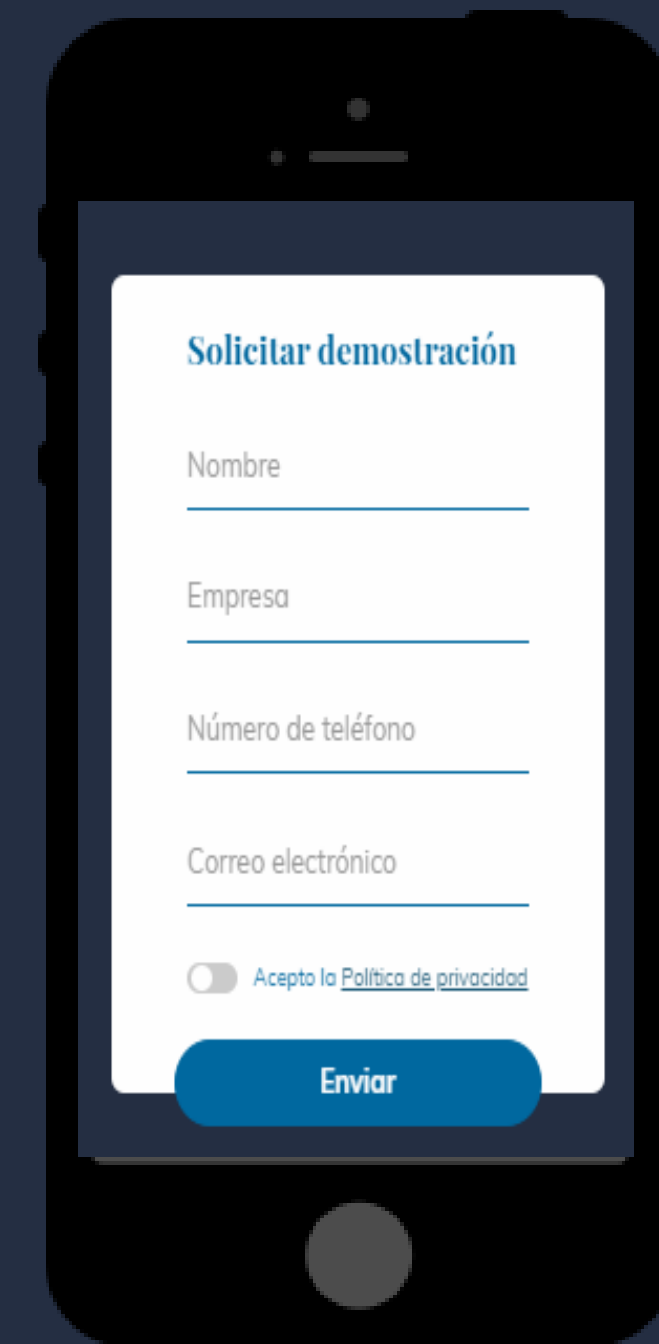 Solicitar demostración
Nombre
Empresa
Número de teléfono
Correo electrónico
Acepto la Política de privacidad
Enviar